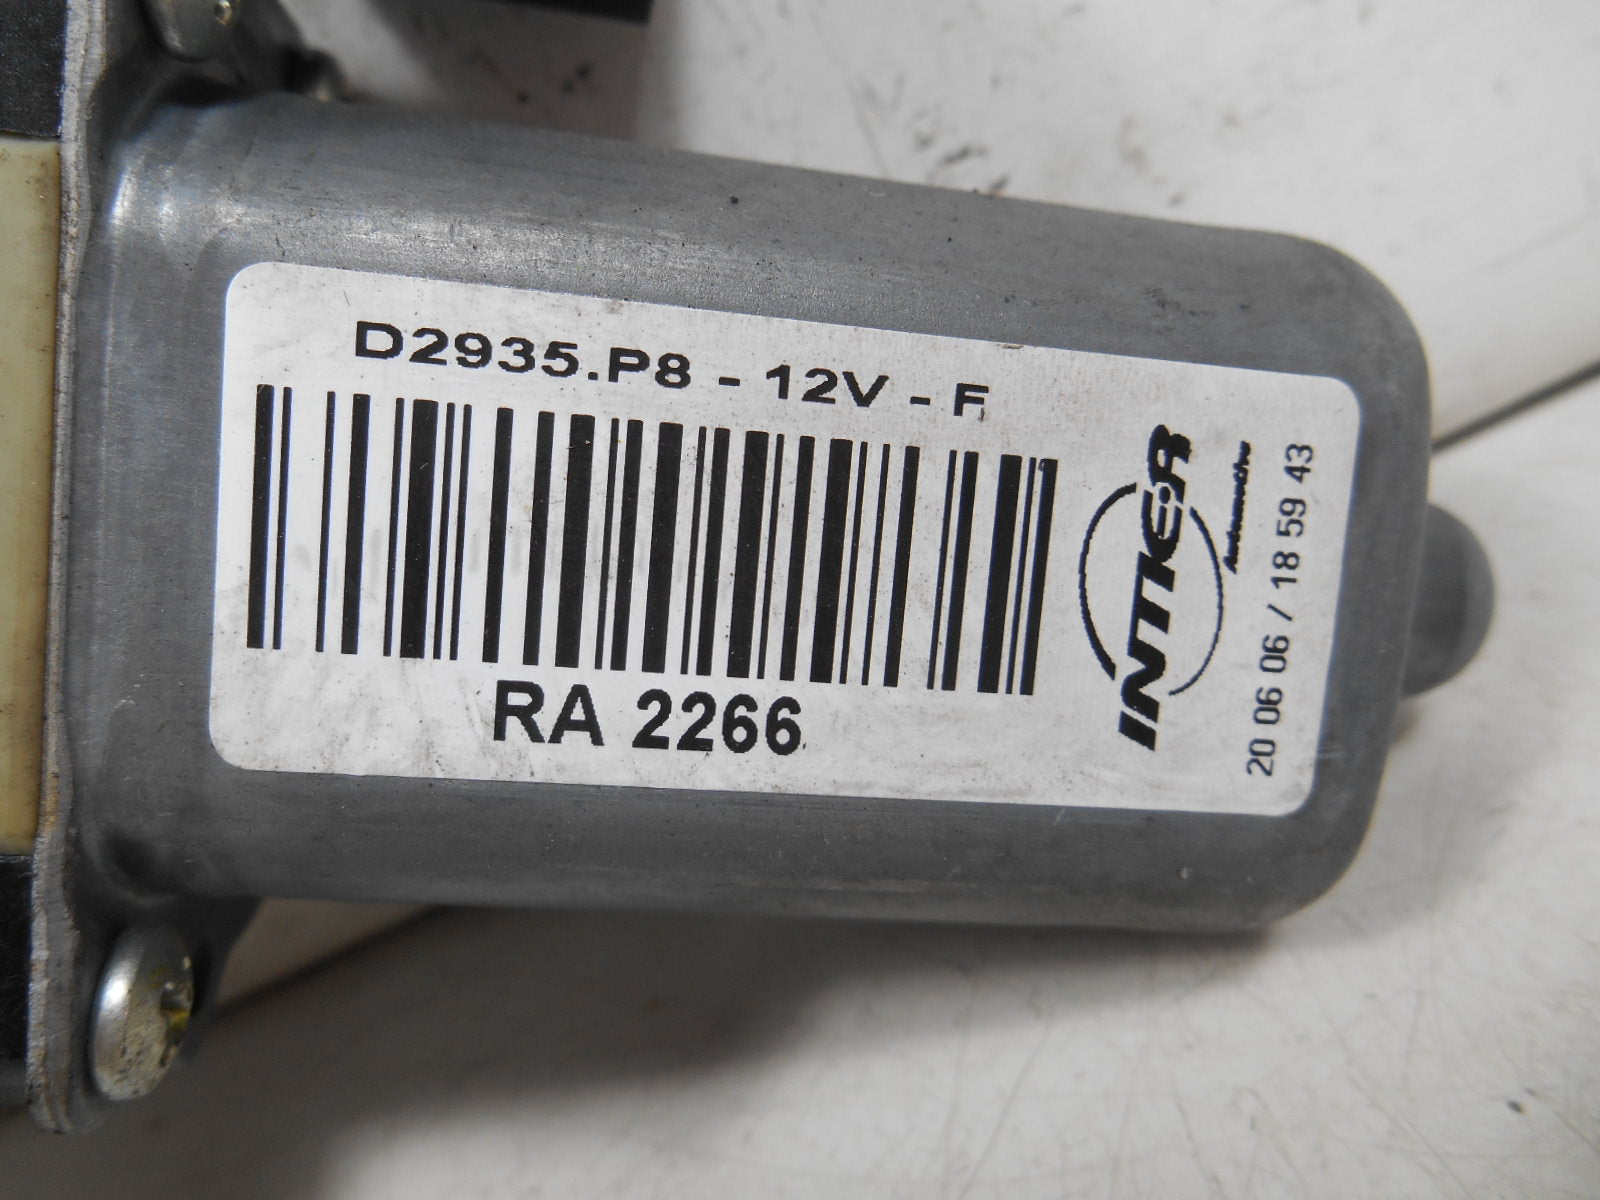 D2935.P8 - 12V - F
RA 2266
INTIER
Automotive
20 06 06 / 18 59 43